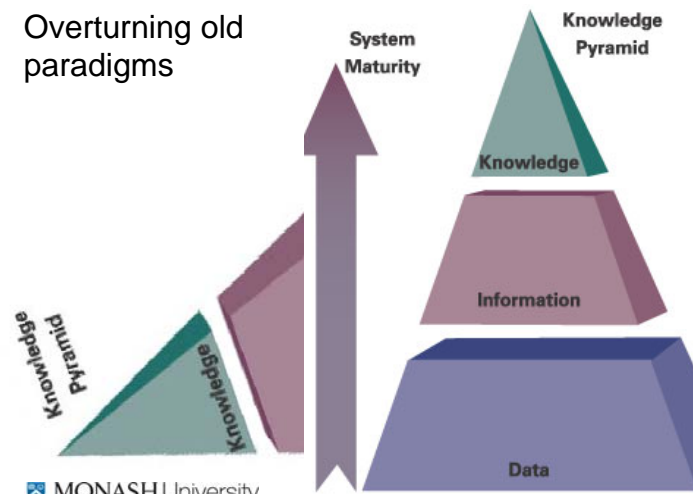 Overturning old
paradigms
System
Maturity
Knowledge
Pyramid
Knowledge
Information
Data
Knowledge
Pyramid
Knowledge
MONASH University